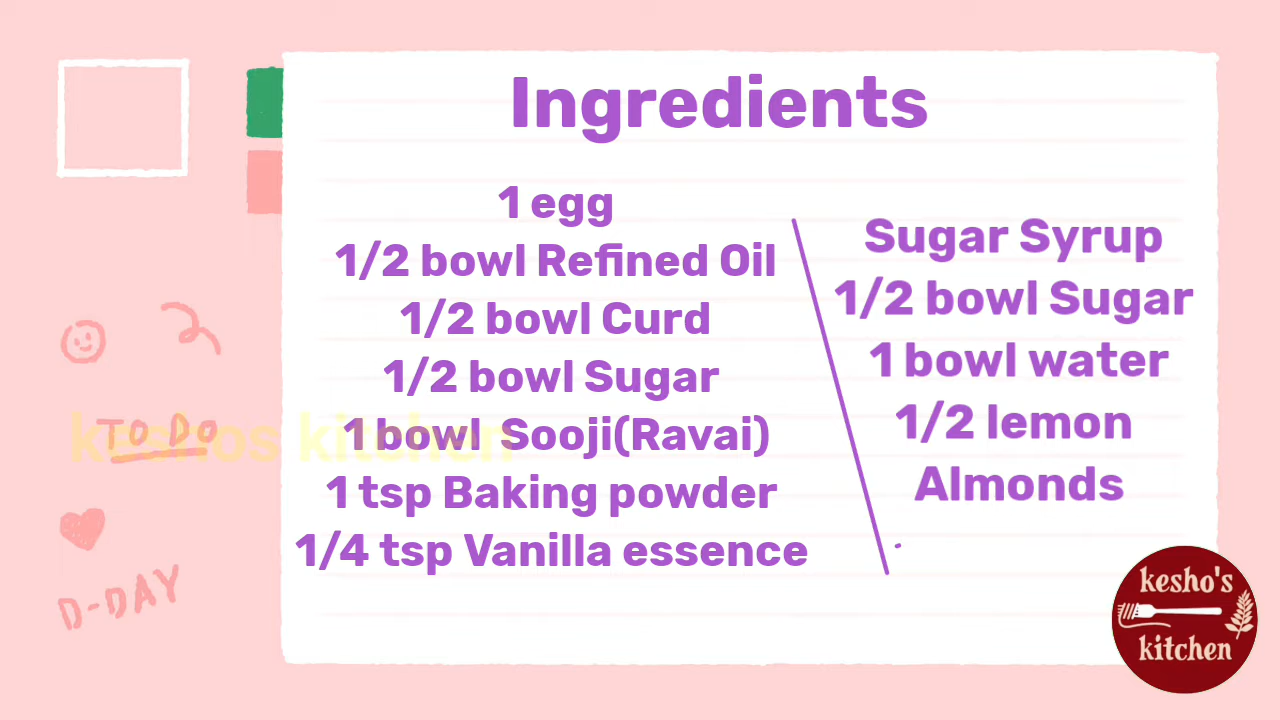 Ingredients
1 egg
1/2 bowl Refined Oil
1/2 bowl Curd
1/2 bowl Sugar
1 bowl Sooji(Ravai)
1 tsp Baking powder
1/4 tsp Vanilla essence
Sugar Syrup
1/2 bowl Sugar
1 bowl water
1/2 lemon
Almonds
TO DO
keshos kitchen
D-DAY
kesho's
kitchen